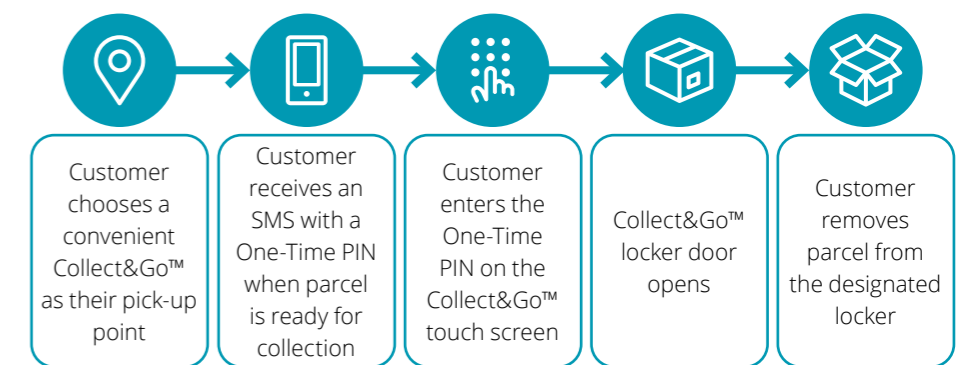 Customer
chooses a
convenient
Collect&Go™
as their pick-up
point
Customer
receives an
SMS with a
One-Time PIN
when parcel
is ready for
collection
Customer
enters the
One-Time
PIN on the
Collect&Go™
touch screen
Collect&Go™
locker door
opens
Customer
removes
parcel from
the designated
locker